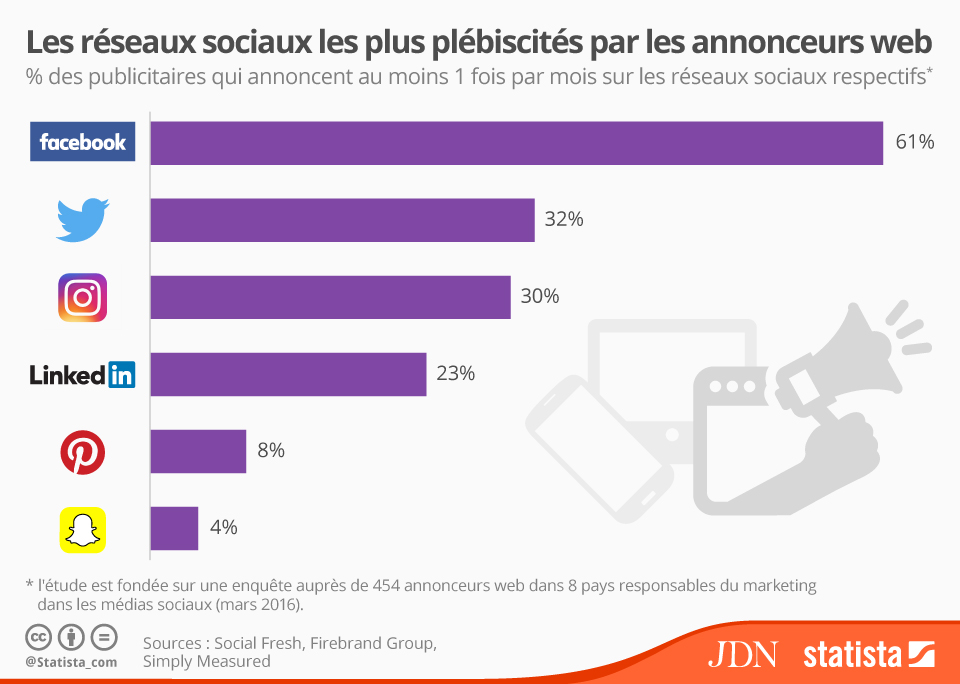 Les réseaux sociaux les plus plébiscités par les annonceurs web
% des publicitaires qui annoncent au moins 1 fois par mois sur les réseaux sociaux respectifs*
facebook
61%
32%
30%
Linked in
23%
8%
4%
* l'étude est fondée sur une enquête auprès de 454 annonceurs web dans 8 pays responsables du marketing
dans les médias sociaux (mars 2016).
cc
@Statista_com
Sources : Social Fresh, Firebrand Group,
Simply Measured
JDN statista